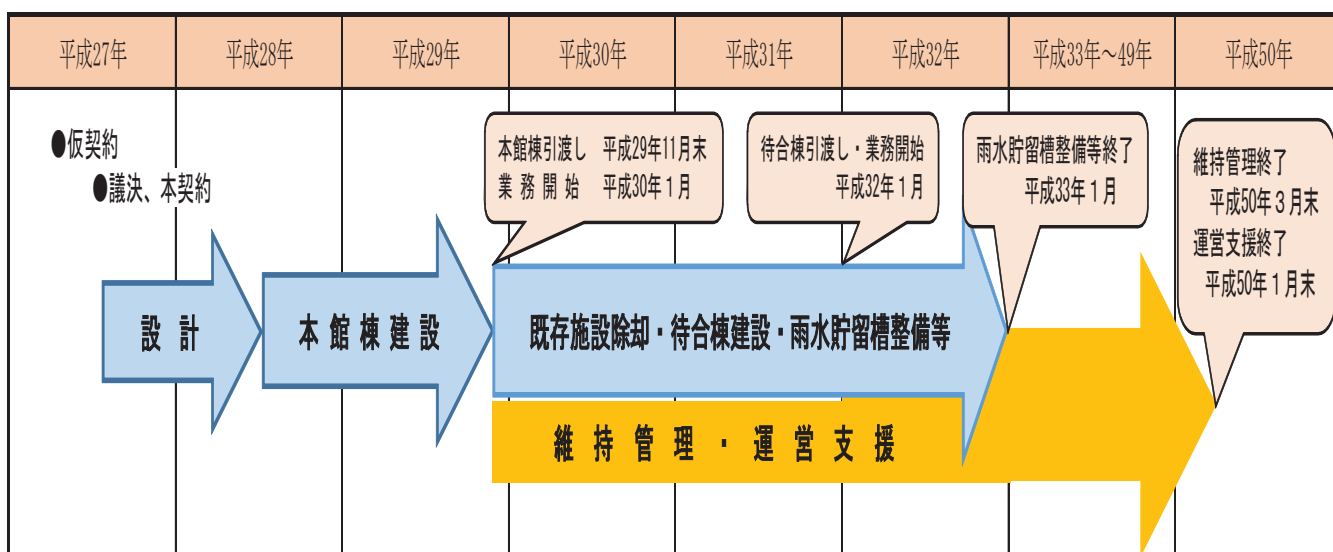 平成27年
平成28年
平成29年
平成30年
平成31年
平成32年
平成33年～49年
平成50年
●仮契約
●議決、本契約
本館棟引渡し 平成29年11月末
業務開始 平成30年1月
待合棟引渡し・業務開始
平成32年1月
雨水貯留槽整備等終了
平成33年1月
維持管理終了
平成50年3月末
運営支援終了
平成50年1月末
設計
本館棟建設
既存施設除却・待合棟建設・雨水貯留槽整備等
維持管理・運営支援